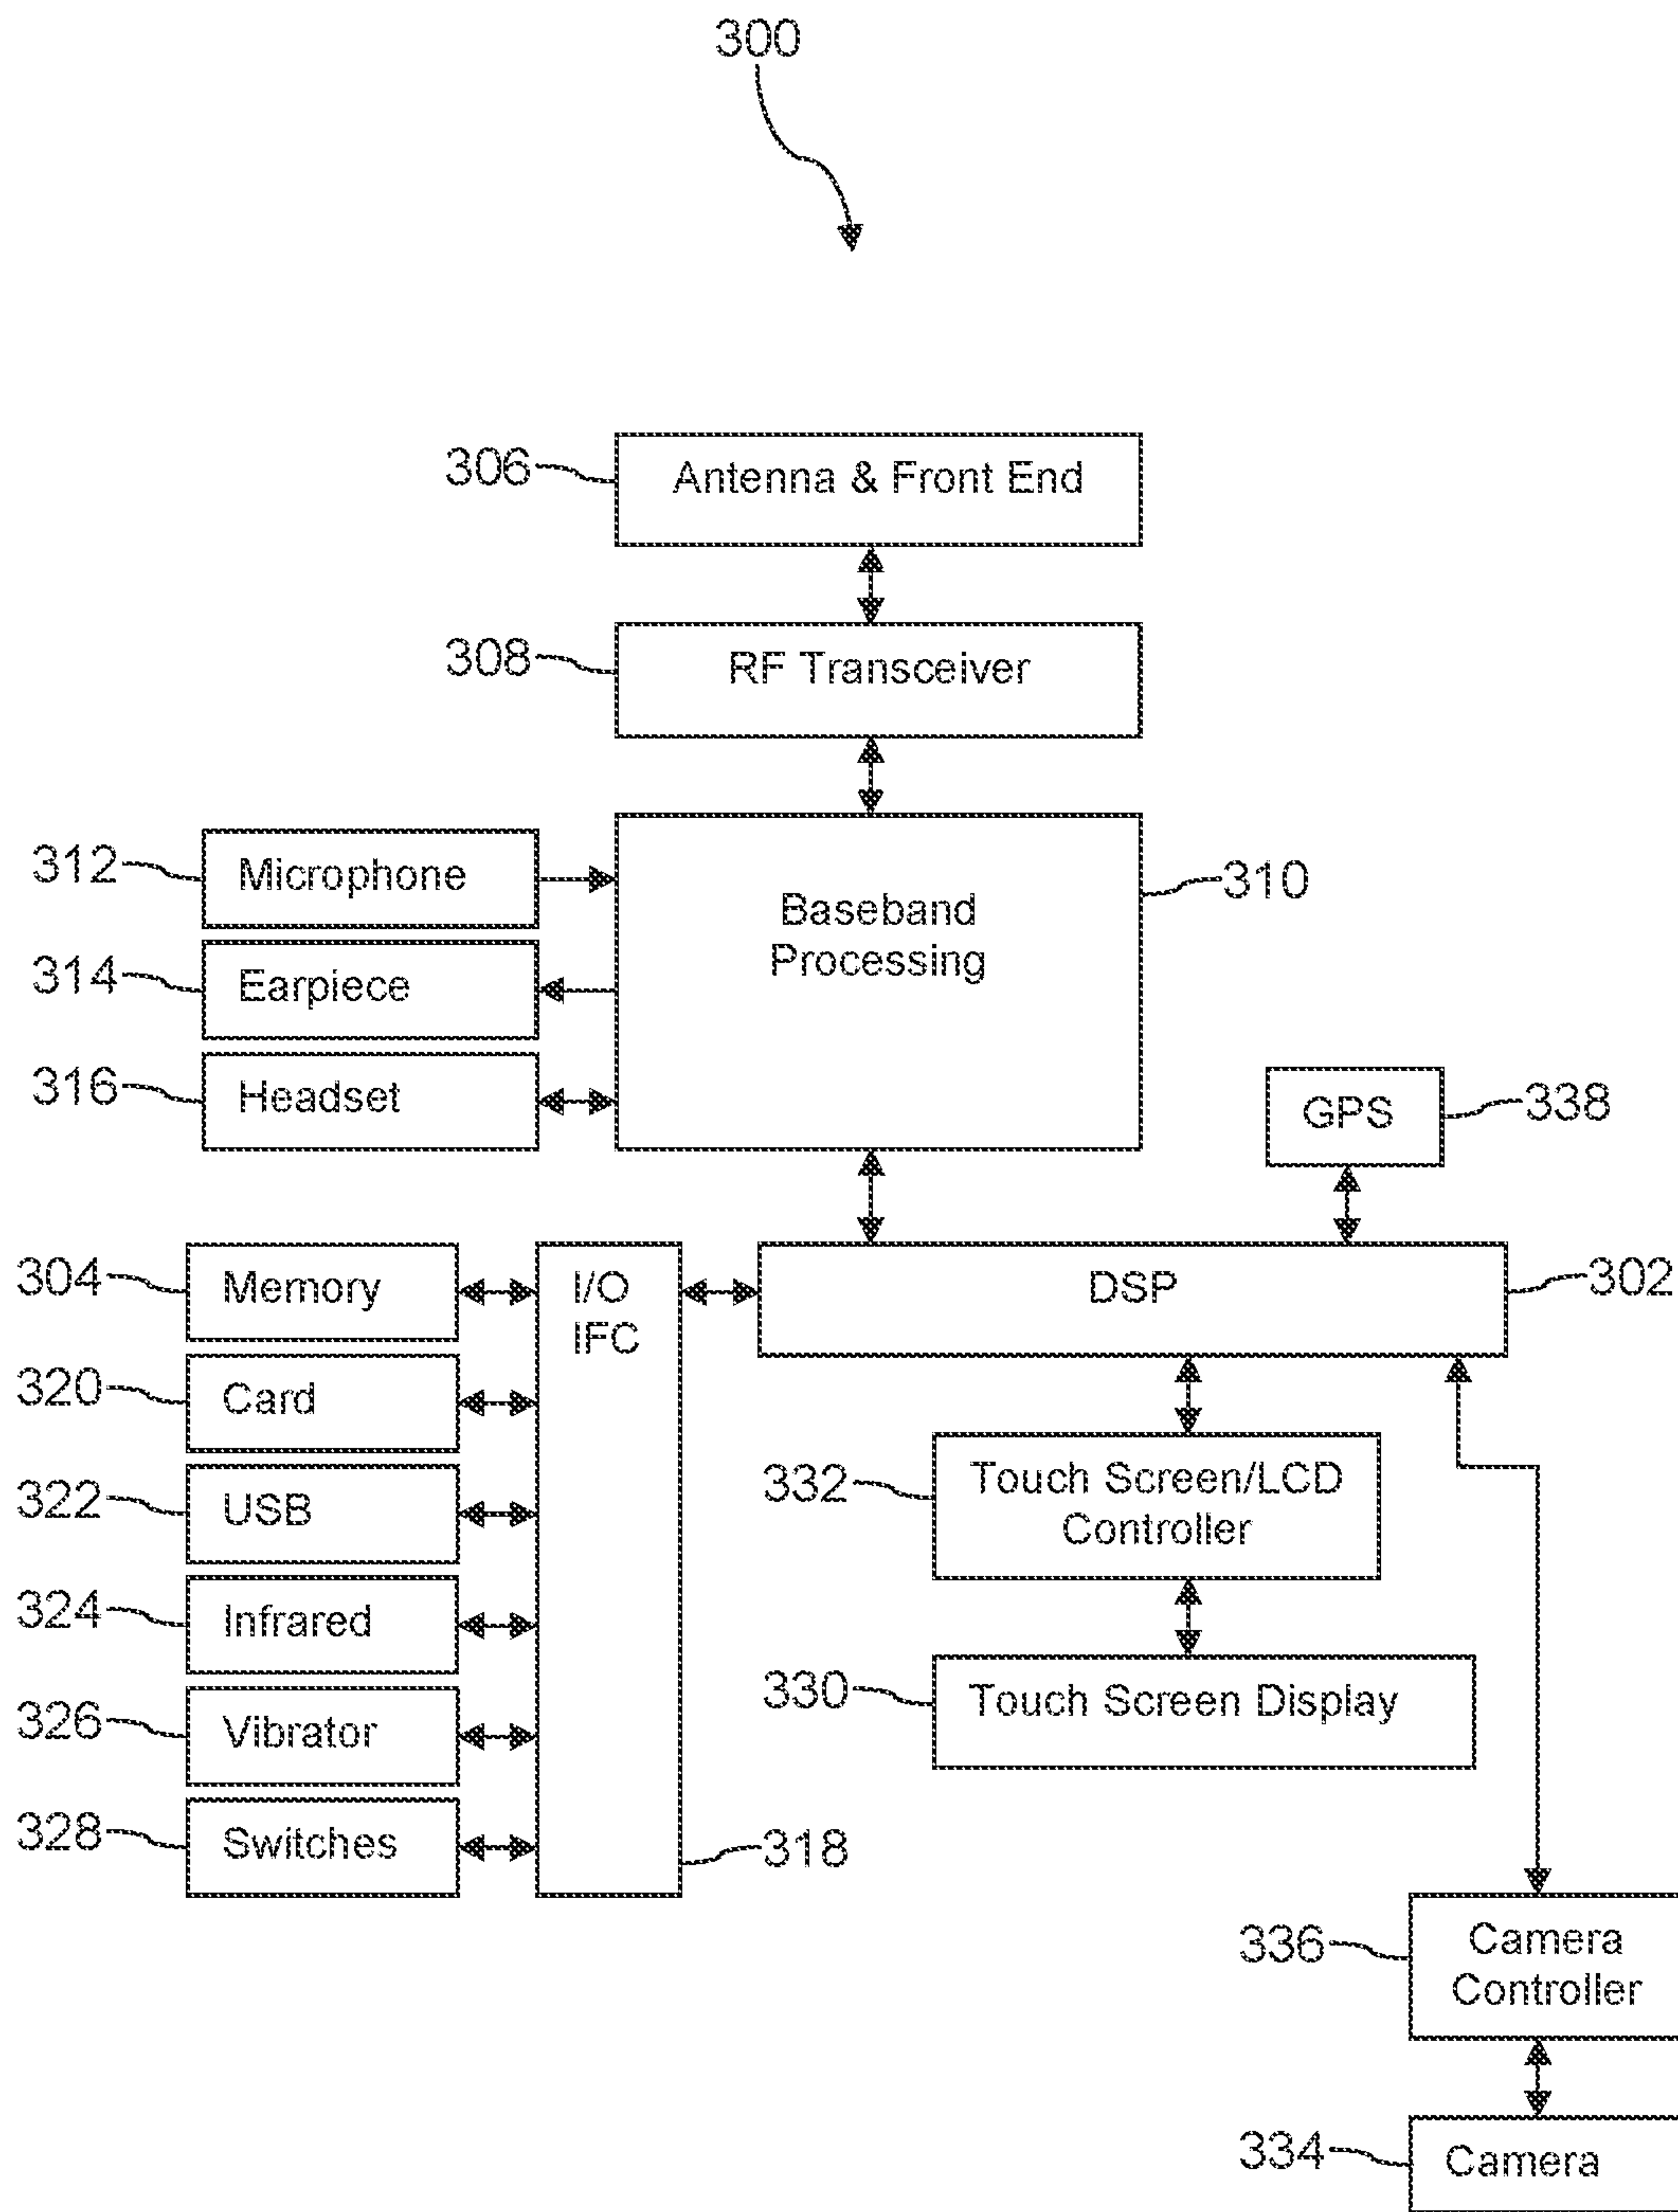 300
306
Antenna & Front End
308
RF Transceiver
312
Microphone
Baseband
Processing
310
314
Earpiece
316
Headset
GPS
338
304
Memory
I/O
IFC
DSP
302
320
Card
322
USB
332
Touch Screen/LCD
Controller
324
Infrared
330
Touch Screen Display
326
Vibrator
328
Switches
318
336
Camera
Controller
334
Camera